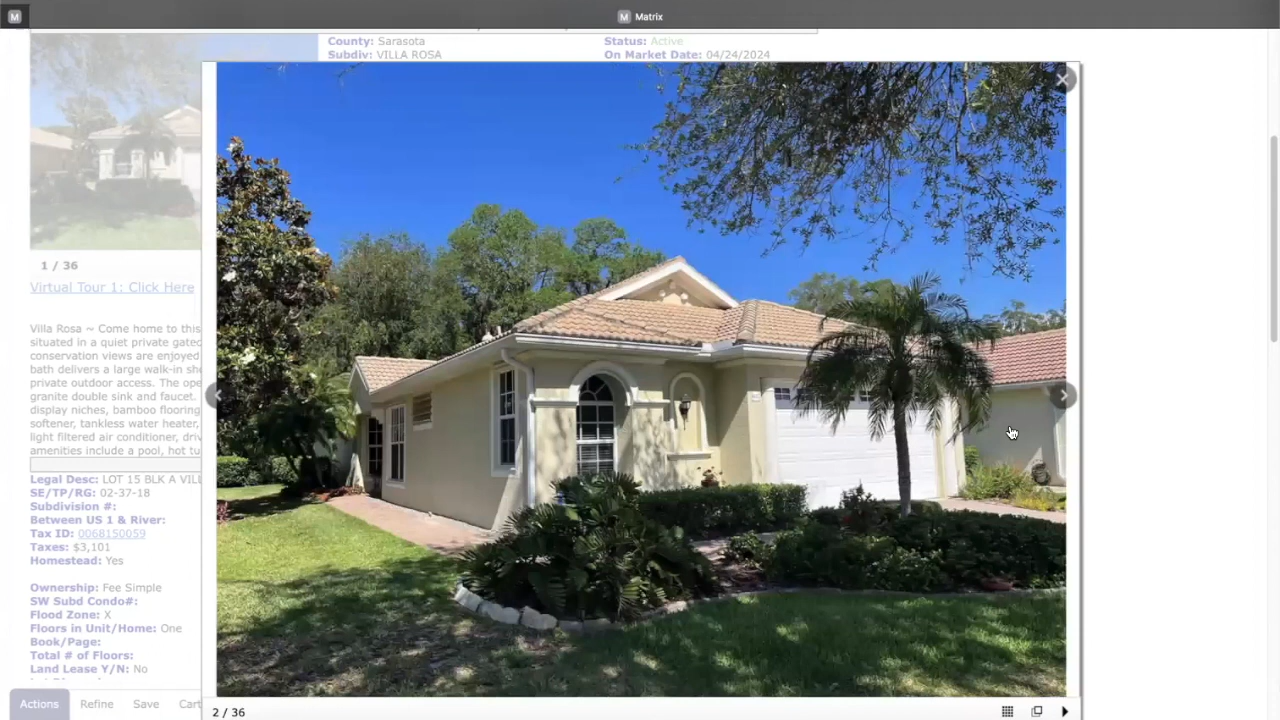 M
M Matrix
County: Sarasota
Status: Active
Subdiv: VILLA ROSA
On Market Date: 04/24/2024
1 / 36
Virtual Tour 1: Click Here
Villa Rosa ~ Come home to this
situated in a quiet private gated
conservation views are enjoyed
bath delivers a large walk-in
private outdoor access. The
granite double sink and faucet.
display niches, bamboo flooring
softener, tankless water heater,
light filtered air conditioner,
amenities include a pool, hot
Legal Desc: LOT 15 BLK A
SE/TP/RG: 02-37-18
Subdivision #:
Between US 1 & River:
Tax ID: 0068150059
Taxes: $3,101
Homestead: Yes
Ownership: Fee Simple
SW Subd Condo#:
Flood Zone: X
Floors in Unit/Home: One
Book/Page:
Total # of Floors:
Land Lease Y/N: No
Actions
Refine
Save
2 / 36